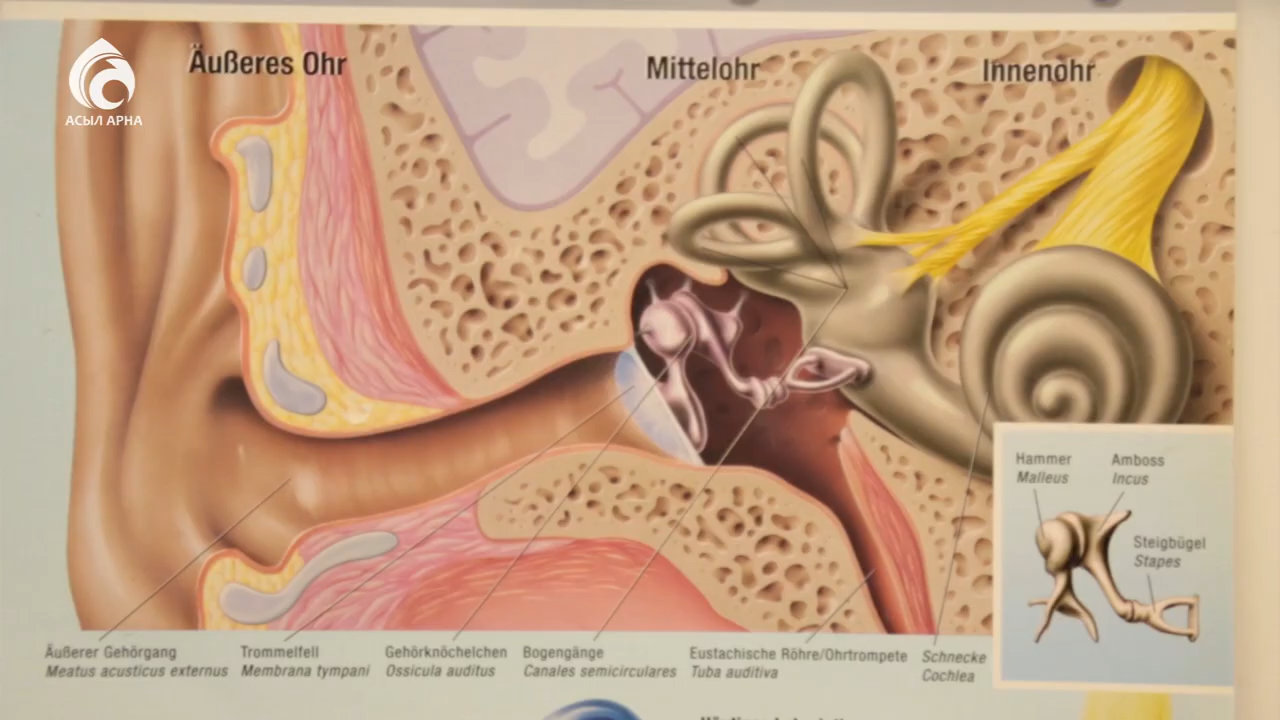 АСЫЛ АРНА
Äußeres Ohr
Mittelohr
Innenohr
Hammer
Malleus
Amboss
Incus
Steigbügel
Stapes
Äußerer Gehörgang
Meatus acusticus externus
Trommelfell
Membrana tympani
Gehörknöchelchen
Ossicula auditus
Bogengänge
Canales semicirculares
Eustachische Röhre/Ohrtrompete
Tuba auditiva
Schnecke
Cochlea